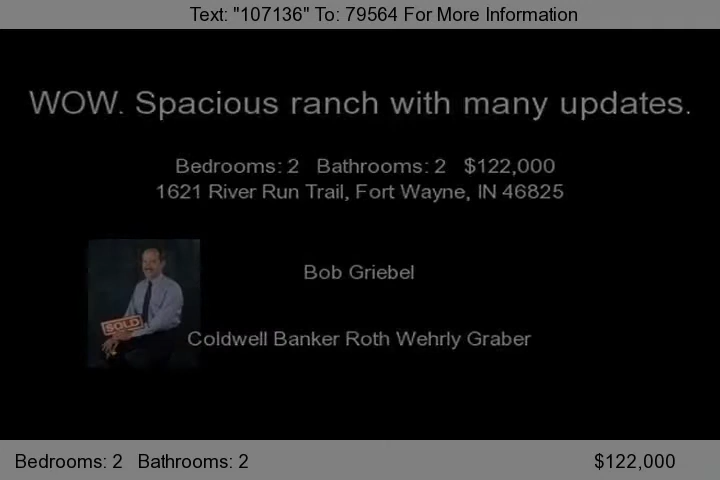 Text: "107136" To: 79564 For More Information
WOW. Spacious ranch with many updates.
Bedrooms: 2 Bathrooms: 2 $122,000
1621 River Run Trail, Fort Wayne, IN 46825
Bob Griebel
SOLD
Coldwell Banker Roth Wehrly Graber
Bedrooms: 2 Bathrooms: 2 $122,000